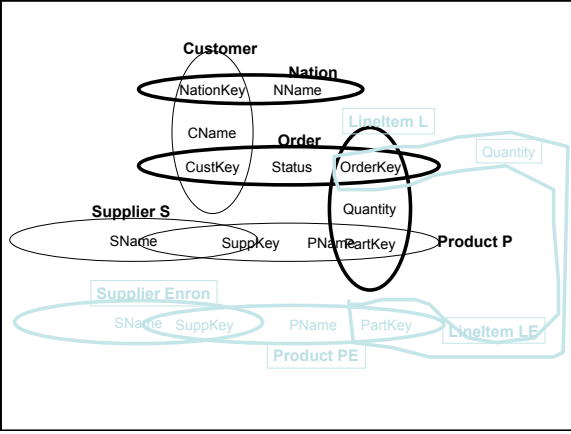 Customer
Nation
NationKey NName
LineItem L
CName
Order
Quantity
CustKey Status OrderKey
Supplier S
Quantity
SName SuppKey PName PartKey
Product P
Supplier Enron
SName SuppKey PName PartKey
LineItem LE
Product PE